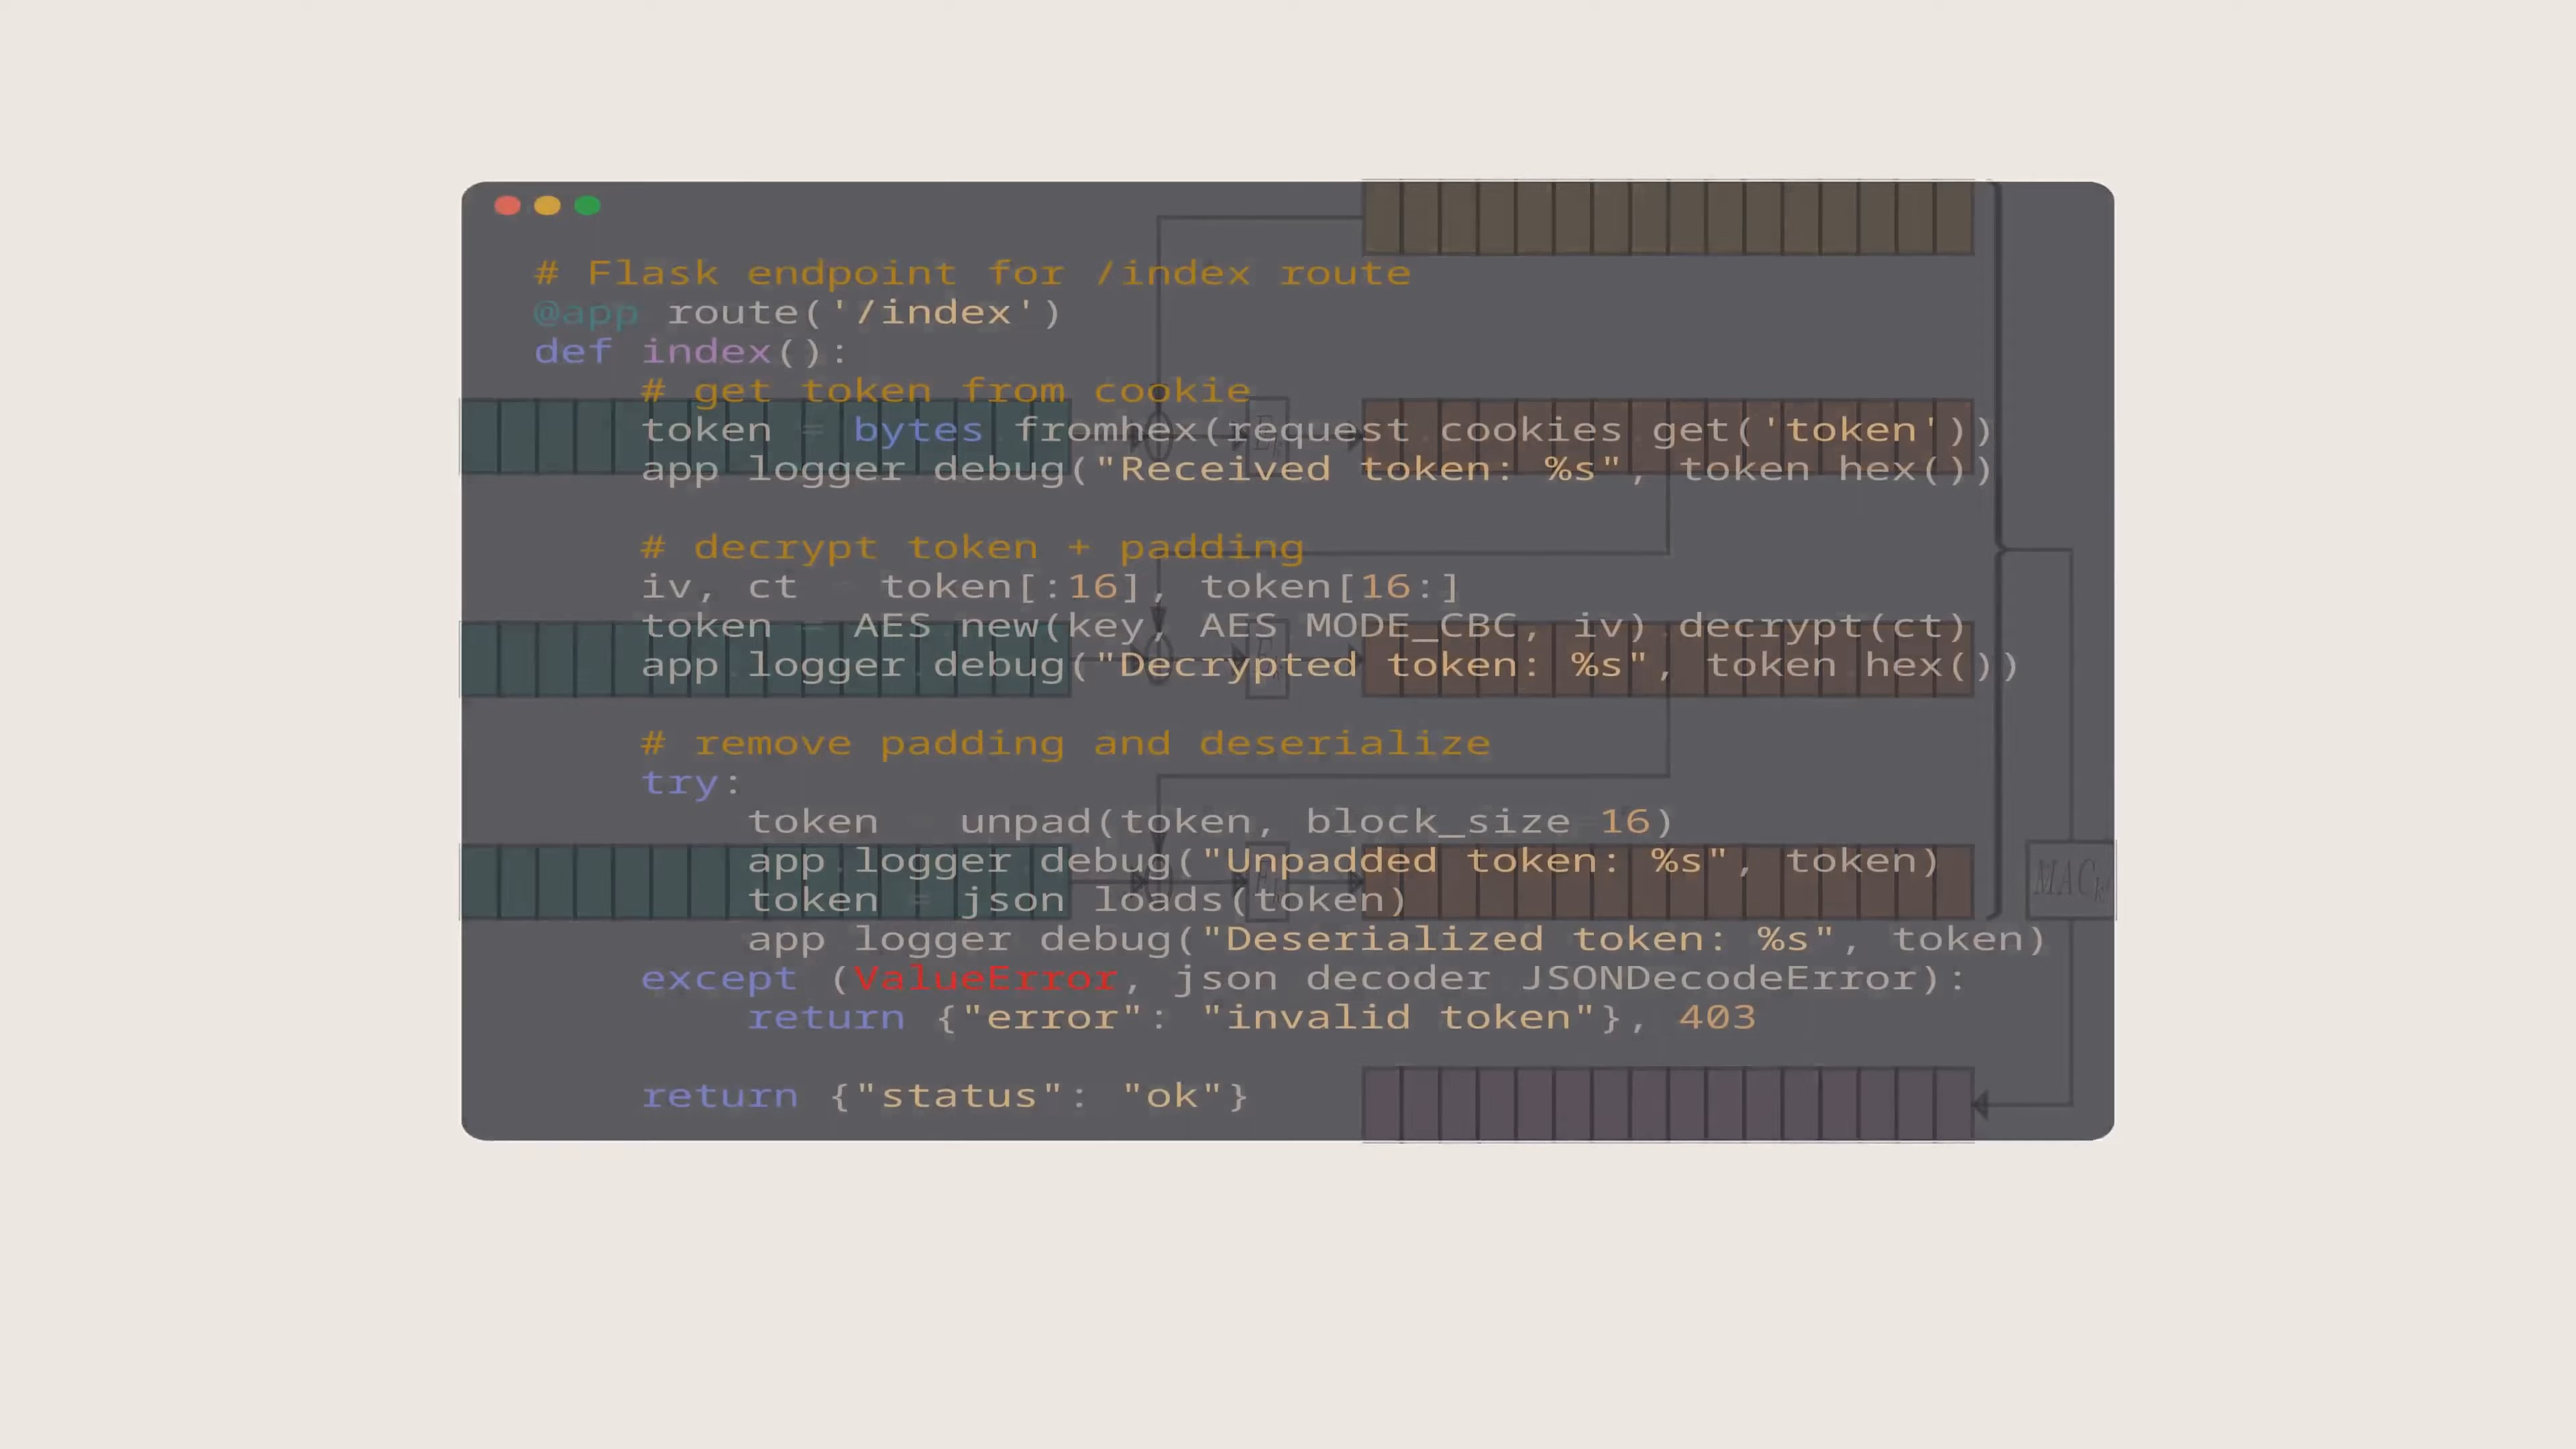 # Flask endpoint for /index route
@app route('/index')
def index():
# get token from cookie
token = bytes fromhex(request cookies get('token'))
app logger debug("Received token: %s", token hex())
# decrypt token + padding
iv, ct token[:16], token[16:]
token = AES new(key, AES MODE_CBC, iv) decrypt(ct)
app logger debug("Decrypted token: %s", token hex())
# remove padding and deserialize
try:
token unpad(token, block_size 16)
app.logger debug("Unpadded token: %s", token)
token = json loads(token)
app logger debug("Deserialized token: %s", token)
except (ValueError, json decoder JSONDecodeError):
return {"error": "invalid token"}, 403
return {"status": "ok"}